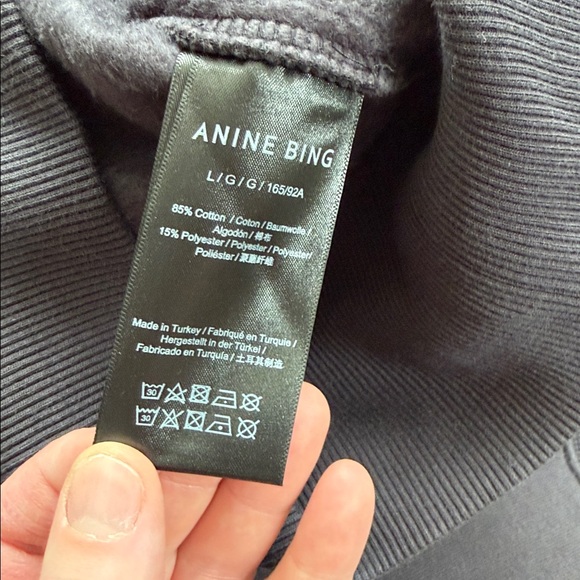 ANINE BING
L/G/G/165/92A
85% Cotton / Coton / Baumwolle /
Algodón / 棉布
15% Polyester / Polyester / Polyester /
Poliéster / 聚酯纤维
Made in Turkey / Fabriqué en Turquie /
Hergestellt in der Türkei /
Fabricado en Turquía / 土耳其制造
30
30